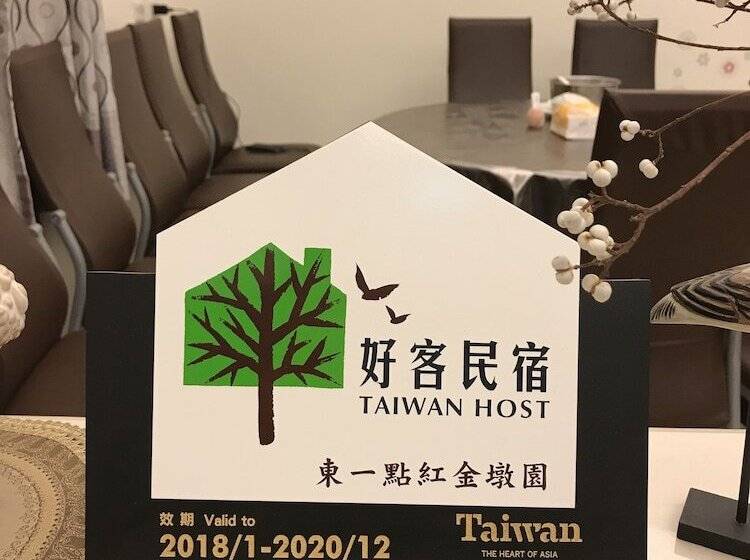 好客民宿
TAIWAN HOST
東一點紅金墩園
效期 Valid to
2018/1-2020/12
Taiwan
THE HEART OF ASIA